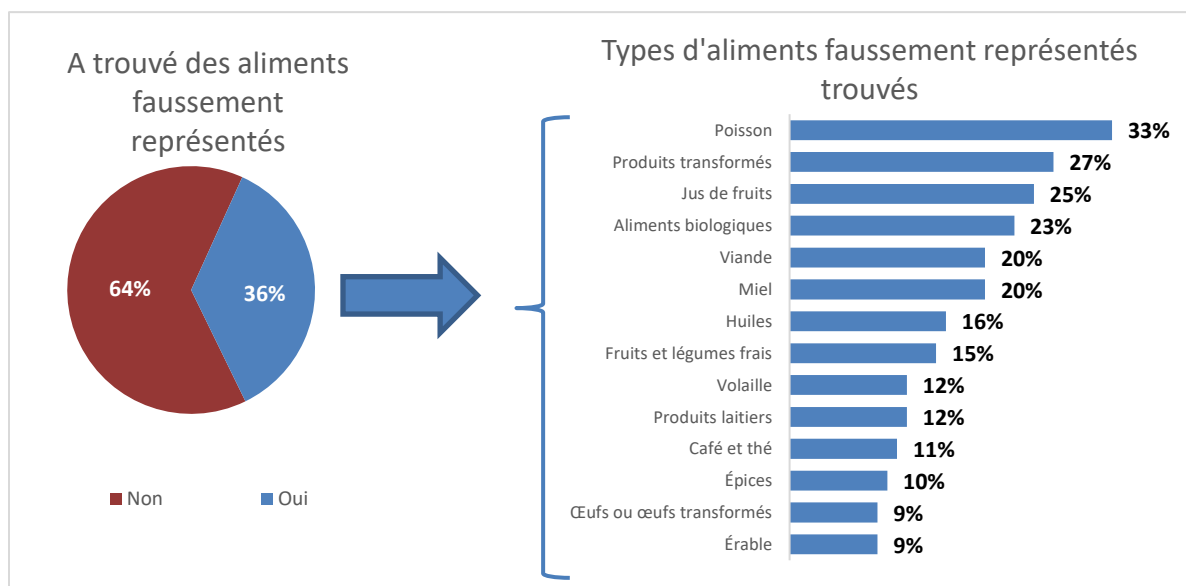 A trouvé des aliments
faussement
représentés
64%
36%
Non
Oui
Types d'aliments faussement représentés
trouvés
Poisson 33%
Produits transformés 27%
Jus de fruits 25%
Aliments biologiques 23%
Viande 20%
Miel 20%
Huiles 16%
Fruits et légumes frais 15%
Volaille 12%
Produits laitiers 12%
Café et thé 11%
Épices 10%
Œufs ou œufs transformés 9%
Érable 9%